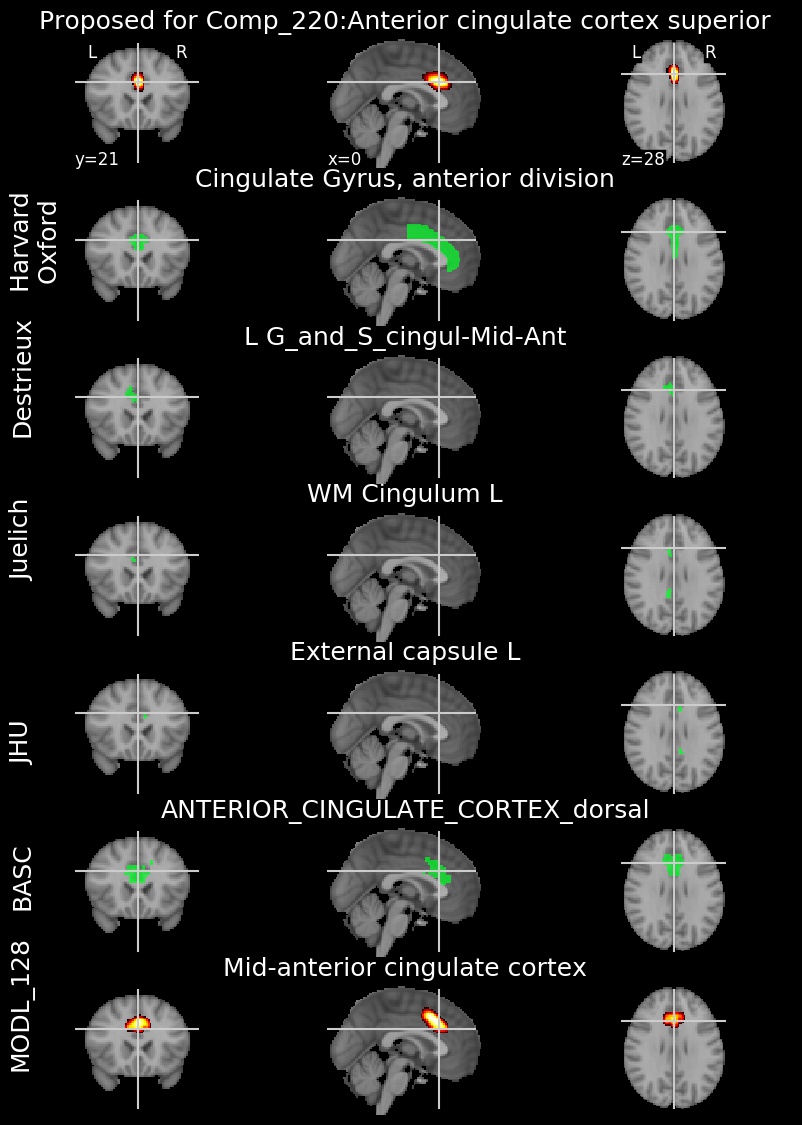 Proposed for Comp_220:Anterior cingulate cortex superior
L R L R
y=21 x=0 z=28
Cingulate Gyrus, anterior division
Harvard
Oxford
L G_and_S_cingul-Mid-Ant
Destrieux
WM Cingulum L
Juelich
External capsule L
JHU
ANTERIOR_CINGULATE_CORTEX_dorsal
BASC
Mid-anterior cingulate cortex
MODL_128